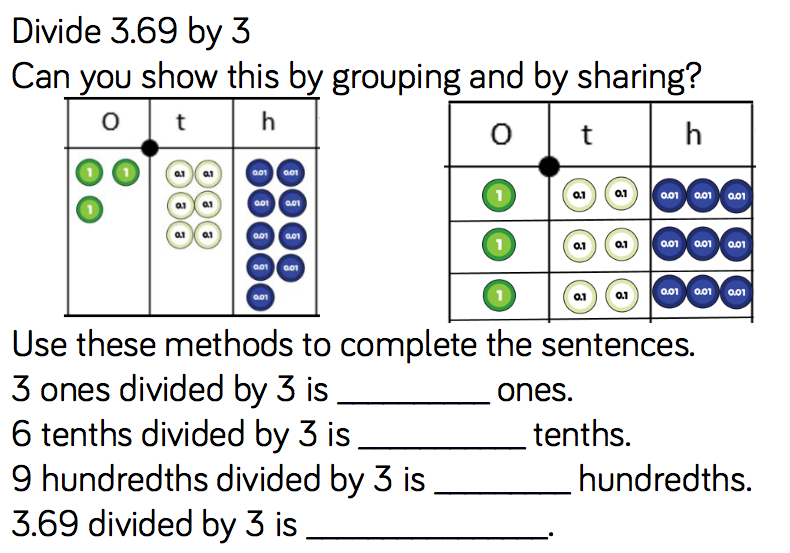 Divide 3.69 by 3
Can you show this by grouping and by sharing?
O t h
1 1 0.1 0.1 0.01 0.01
1 0.1 0.1 0.01 0.01
0.1 0.1 0.01 0.01
0.01 0.01
0.01
O t h
1 0.1 0.1 0.01 0.01 0.01
1 0.1 0.1 0.01 0.01 0.01
1 0.1 0.1 0.01 0.01 0.01
Use these methods to complete the sentences.
3 ones divided by 3 is _________ ones.
6 tenths divided by 3 is __________ tenths.
9 hundredths divided by 3 is ________ hundredths.
3.69 divided by 3 is ______________.